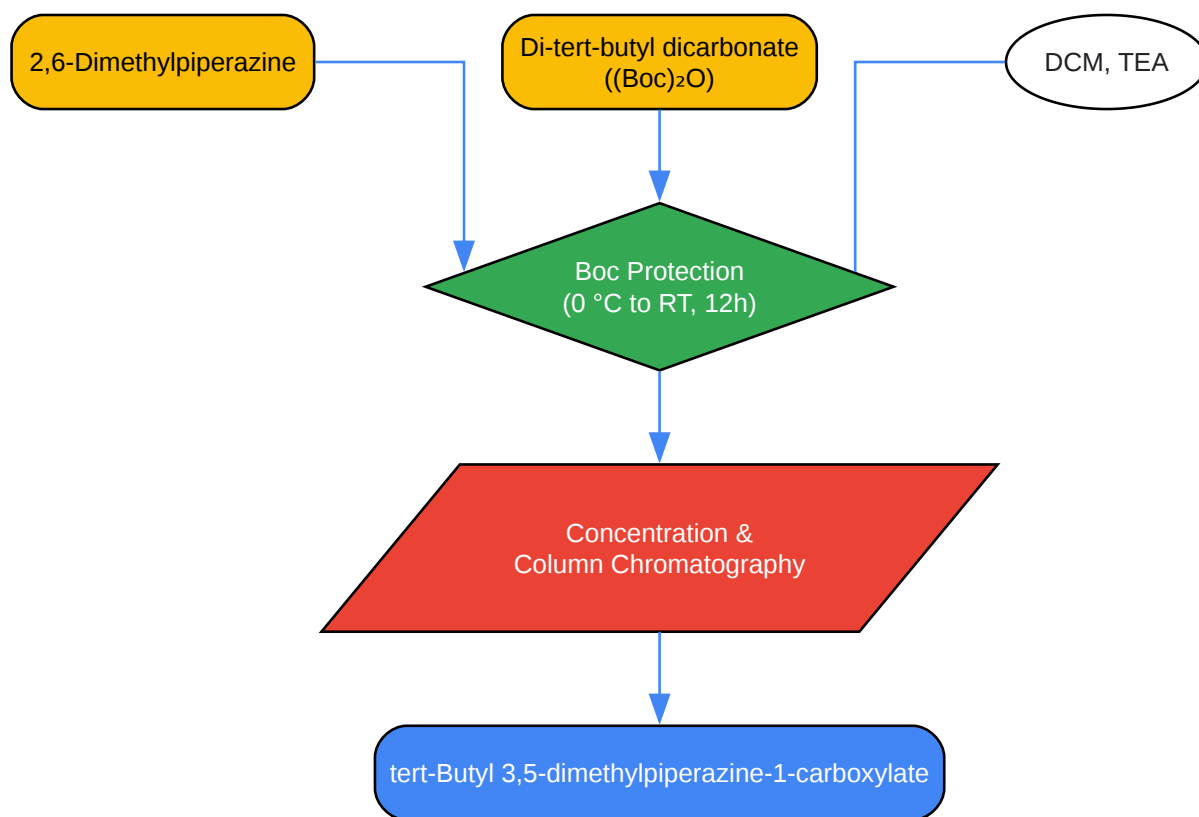 2,6-Dimethylpiperazine
Di-tert-butyl dicarbonate
((Boc)₂O)
DCM, TEA
Boc Protection
(0 °C to RT, 12h)
Concentration &
Column Chromatography
tert-Butyl 3,5-dimethylpiperazine-1-carboxylate